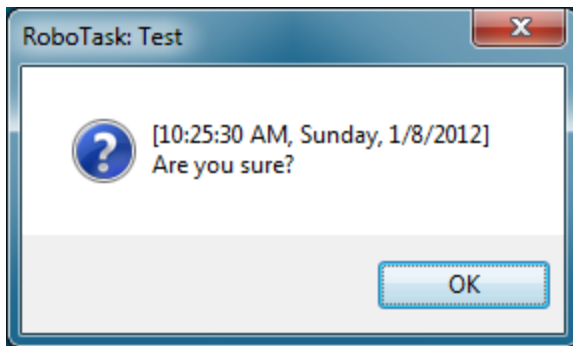 RoboTask: Test
[10:25:30 AM, Sunday, 1/8/2012]
Are you sure?
OK